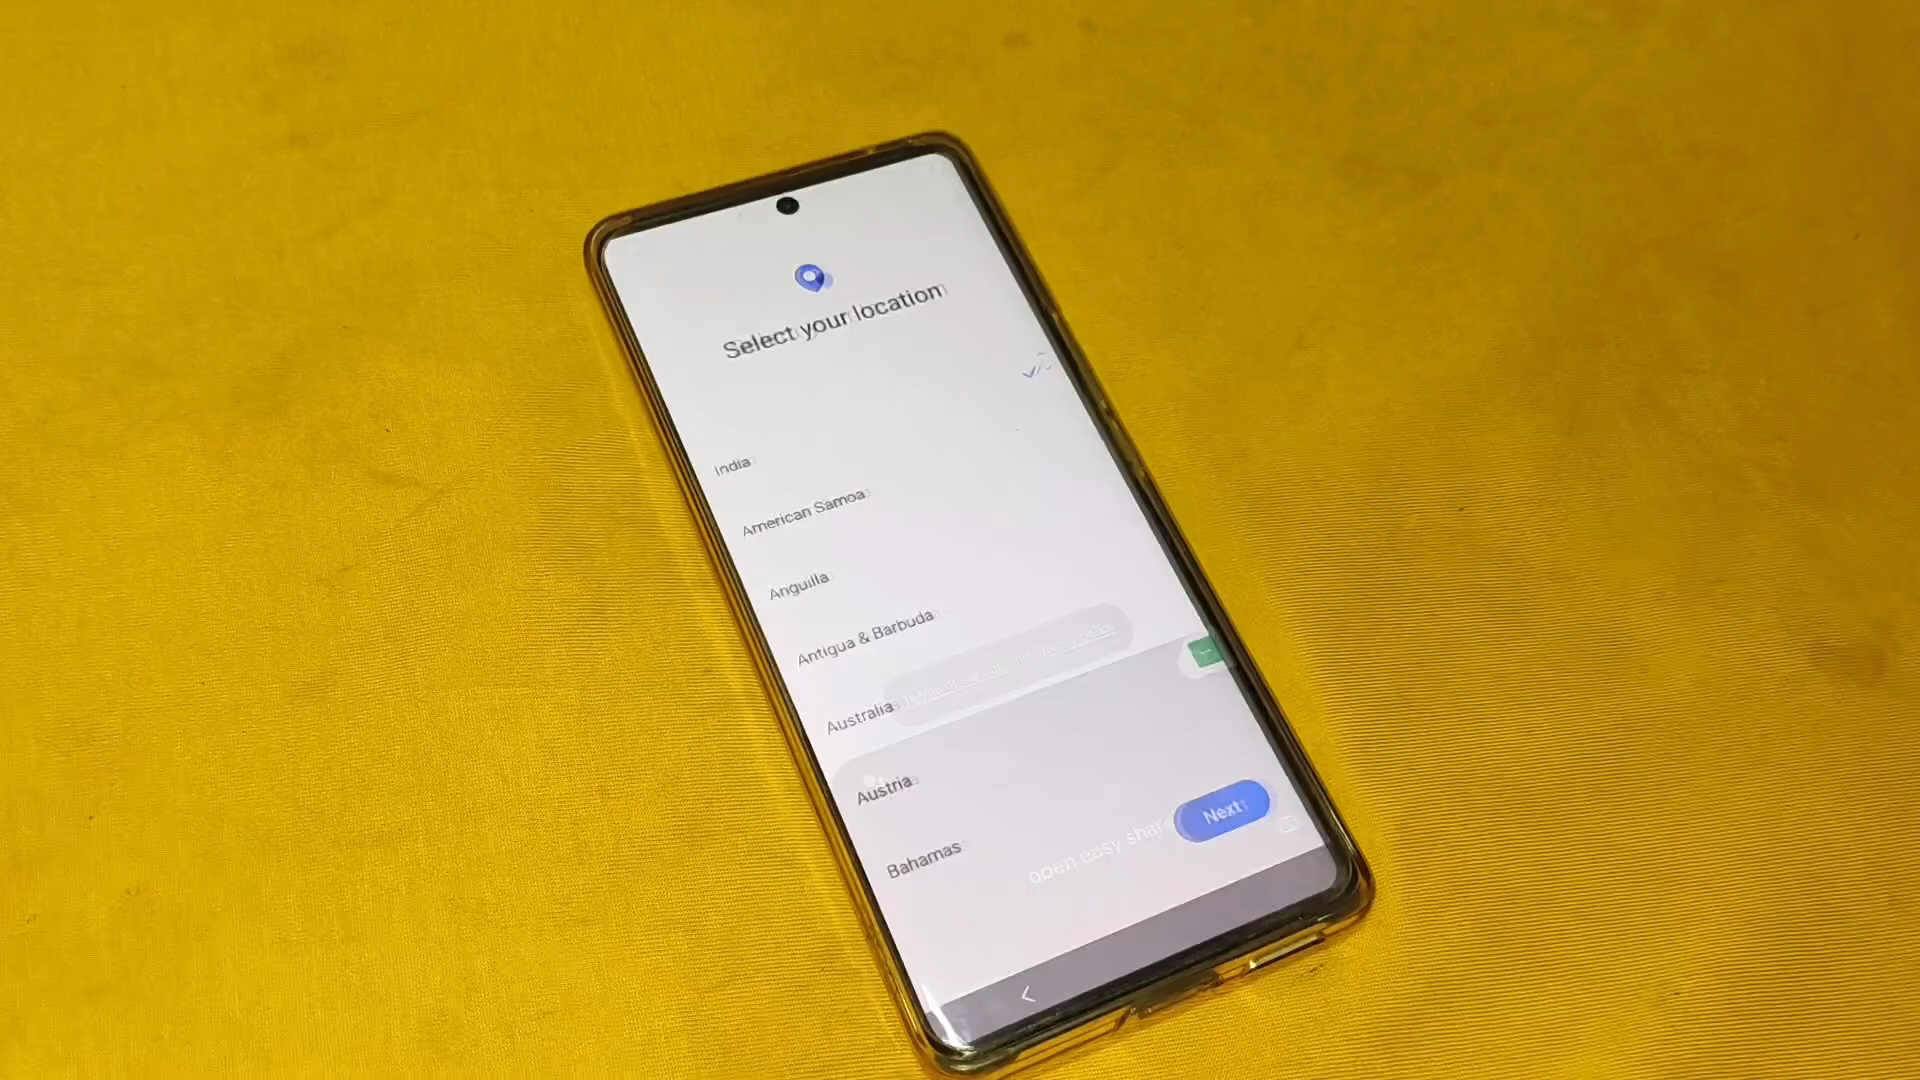 Select your location
India
American Samoa
Anguilla
Antigua & Barbuda
Australia
Austria
Bahamas
open easy share
Next